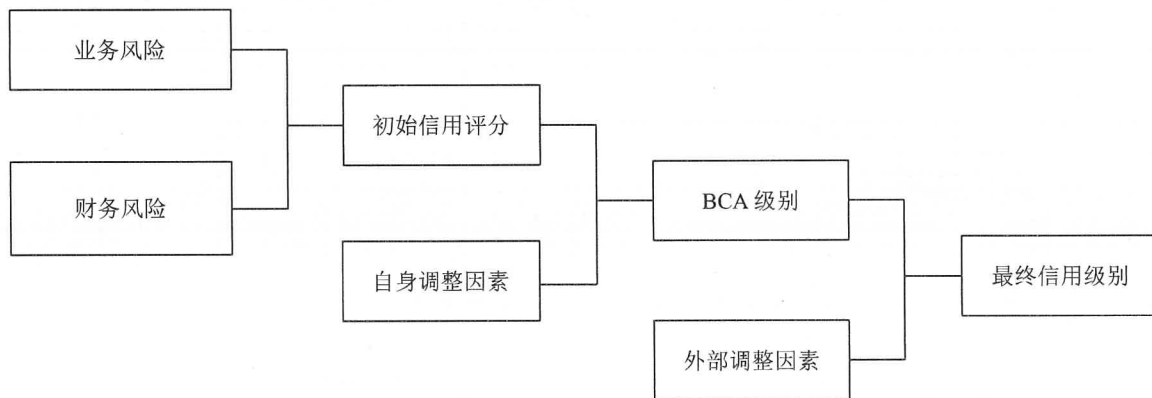 业务风险
财务风险
初始信用评分
自身调整因素
BCA 级别
外部调整因素
最终信用级别